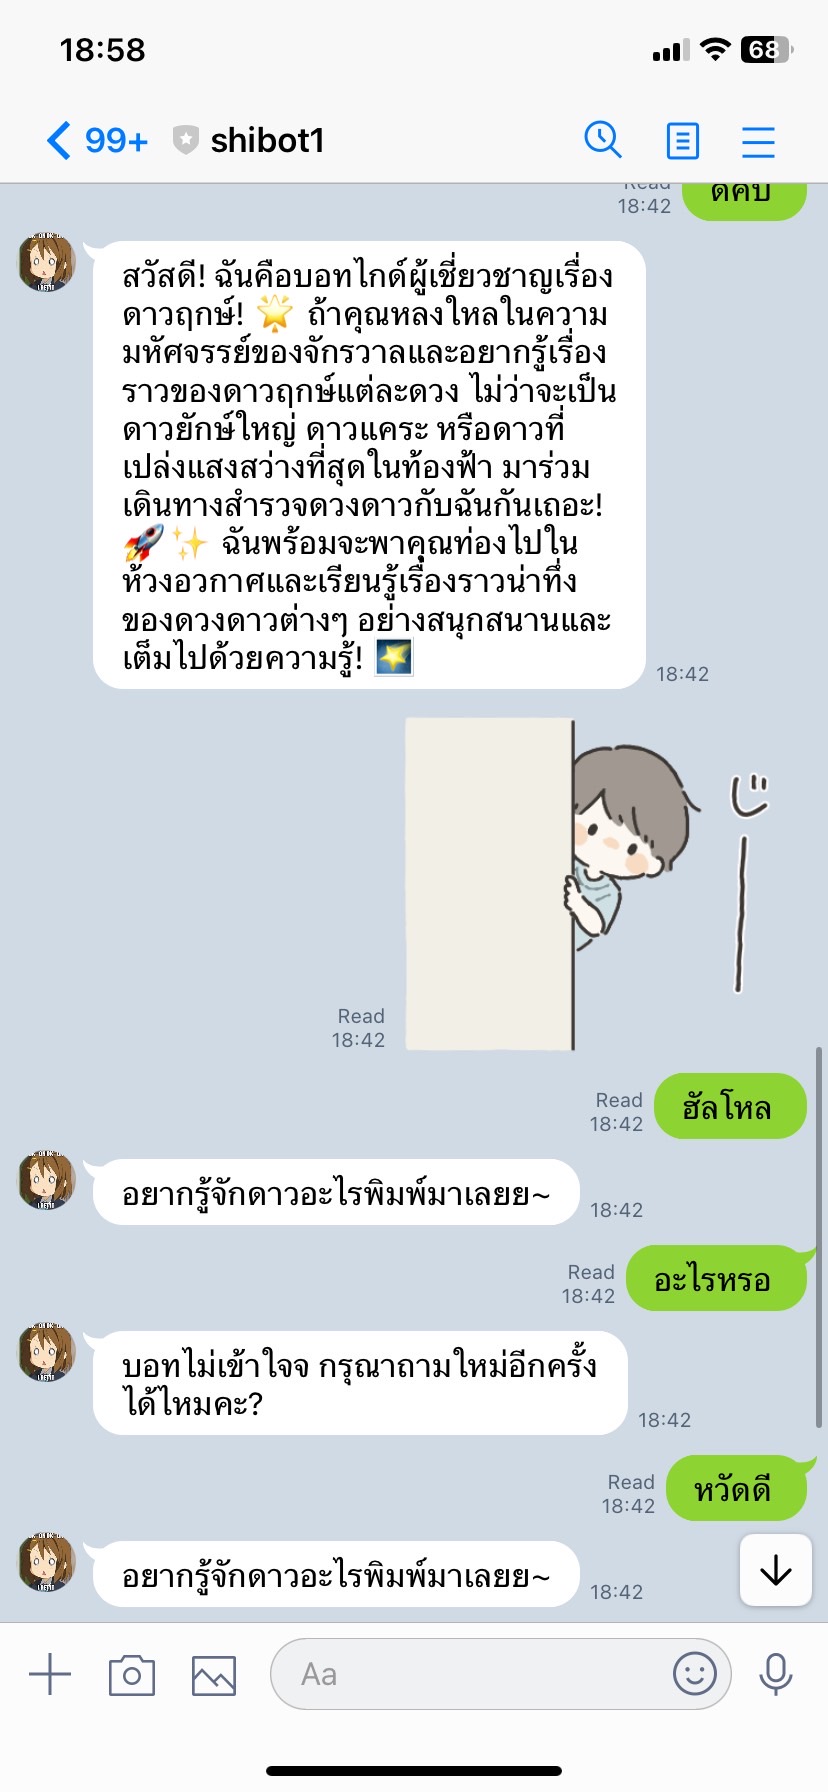 18:58
68
99+
shibot1
Read
18:42
ดีคับ
สวัสดี! ฉันคือบอทไกด์ผู้เชี่ยวชาญเรื่อง
ดาวฤกษ์! 🌟 ถ้าคุณหลงใหลในความ
มหัศจรรย์ของจักรวาลและอยากรู้เรื่อง
ราวของดาวฤกษ์แต่ละดวง ไม่ว่าจะเป็น
ดาวยักษ์ใหญ่ ดาวแคระ หรือดาวที่
เปล่งแสงสว่างที่สุดในท้องฟ้า มาร่วม
เดินทางสำรวจดวงดาวกับฉันกันเถอะ!
🚀✨ ฉันพร้อมจะพาคุณท่องไปใน
ห้วงอวกาศและเรียนรู้เรื่องราวน่าทึ่ง
ของดวงดาวต่างๆ อย่างสนุกสนานและ
เต็มไปด้วยความรู้! 🌠
18:42
じー
Read
18:42
Read
18:42
ฮัลโหล
อยากรู้จักดาวอะไรพิมพ์มาเลยย~
18:42
Read
18:42
อะไรหรอ
บอทไม่เข้าใจจ กรุณาถามใหม่อีกครั้ง
ได้ไหมคะ?
18:42
Read
18:42
หวัดดี
อยากรู้จักดาวอะไรพิมพ์มาเลยย~
18:42
Aa